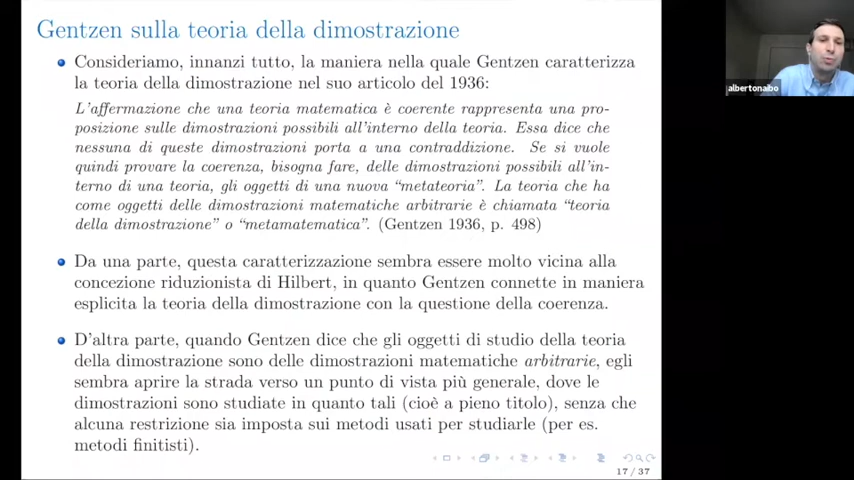 Gentzen sulla teoria della dimostrazione
Consideriamo, innanzi tutto, la maniera nella quale Gentzen caratterizza
la teoria della dimostrazione nel suo articolo del 1936:
L'affermazione che una teoria matematica è coerente rappresenta una pro-
posizione sulle dimostrazioni possibili all'interno della teoria. Essa dice che
nessuna di queste dimostrazioni porta a una contraddizione. Se si vuole
quindi provare la coerenza, bisogna fare, delle dimostrazioni possibili all'in-
terno di una teoria, gli oggetti di una nuova “metateoria”. La teoria che ha
come oggetti delle dimostrazioni matematiche arbitrarie è chiamata “teoria
della dimostrazione” o “metamatematica”. (Gentzen 1936, p. 498)
Da una parte, questa caratterizzazione sembra essere molto vicina alla
concezione riduzionista di Hilbert, in quanto Gentzen connette in maniera
esplicita la teoria della dimostrazione con la questione della coerenza.
D'altra parte, quando Gentzen dice che gli oggetti di studio della teoria
della dimostrazione sono delle dimostrazioni matematiche arbitrarie, egli
sembra aprire la strada verso un punto di vista più generale, dove le
dimostrazioni sono studiate in quanto tali (cioè a pieno titolo), senza che
alcuna restrizione sia imposta sui metodi usati per studiarle (per es.
metodi finitisti).
17 / 37
albertonaibo